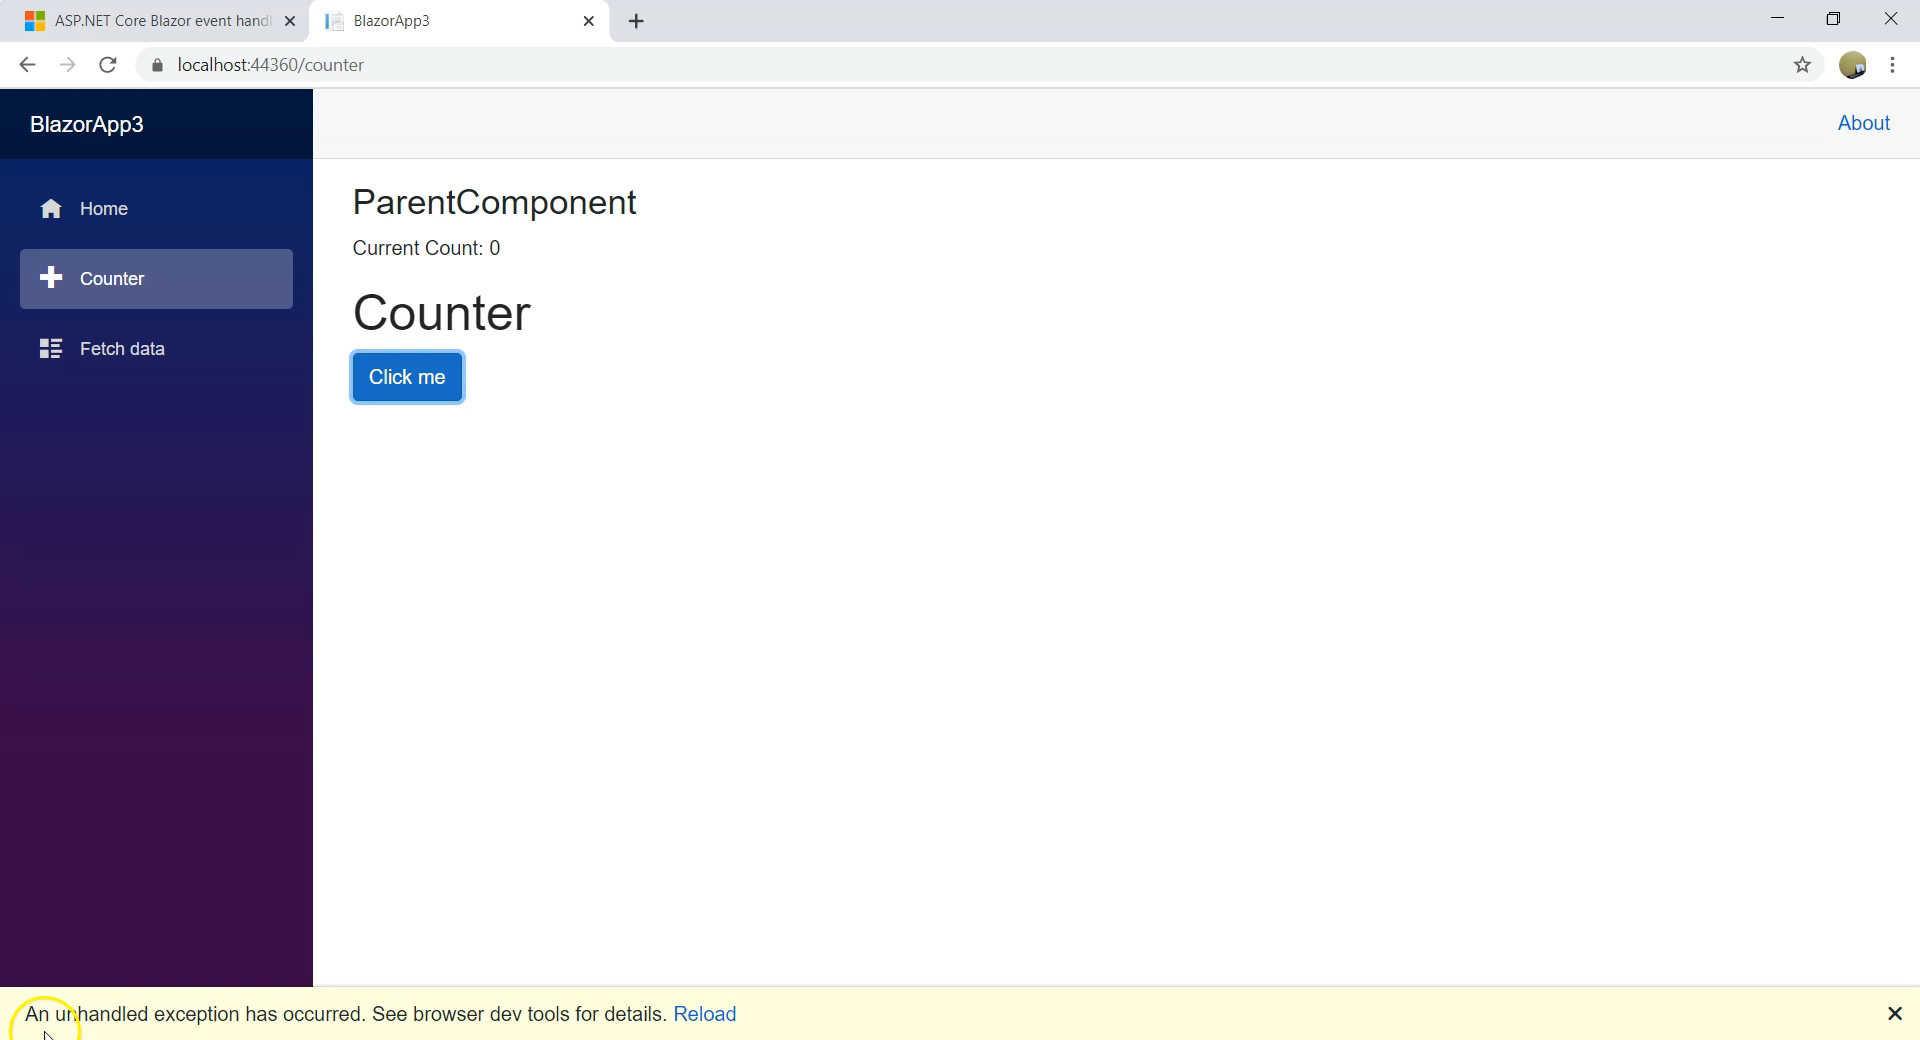 ASP.NET Core Blazor event handl
BlazorApp3
localhost:44360/counter
BlazorApp3
About
Home
Counter
Fetch data
ParentComponent
Current Count: 0
Counter
Click me
An unhandled exception has occurred. See browser dev tools for details. Reload